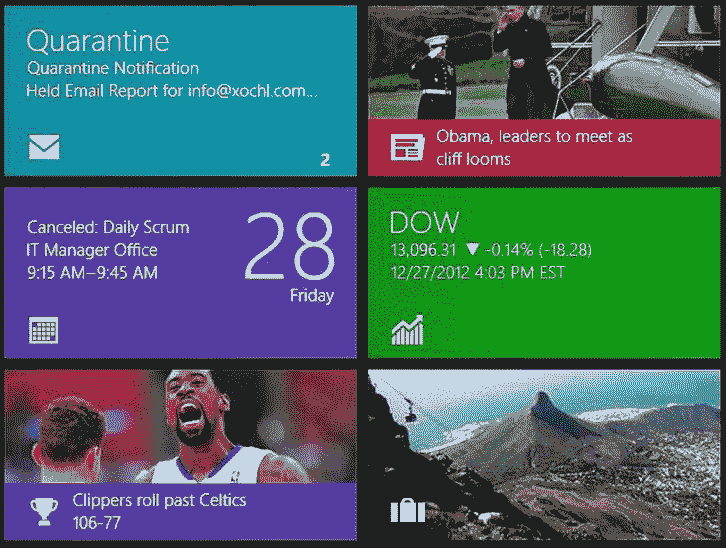 Quarantine
Quarantine Notification
Held Email Report for info@xochl.com...
2
Obama, leaders to meet as
cliff looms
Canceled: Daily Scrum
IT Manager Office
9:15 AM–9:45 AM
28
Friday
DOW
13,096.31 ▼ -0.14% (-18.28)
12/27/2012 4:03 PM EST
Clippers roll past Celtics
106-77